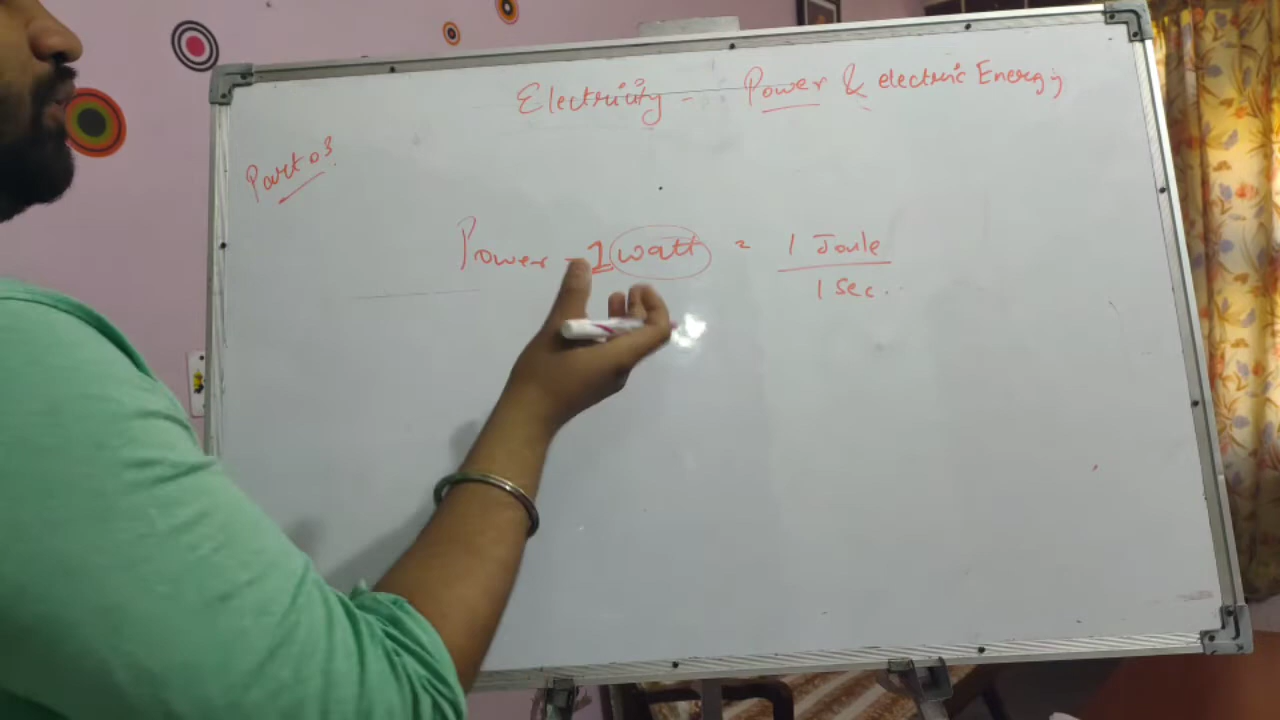 Electricity - Power & electric Energy
Part 03
Power - 1 watt = 1 Joule
1 Sec.